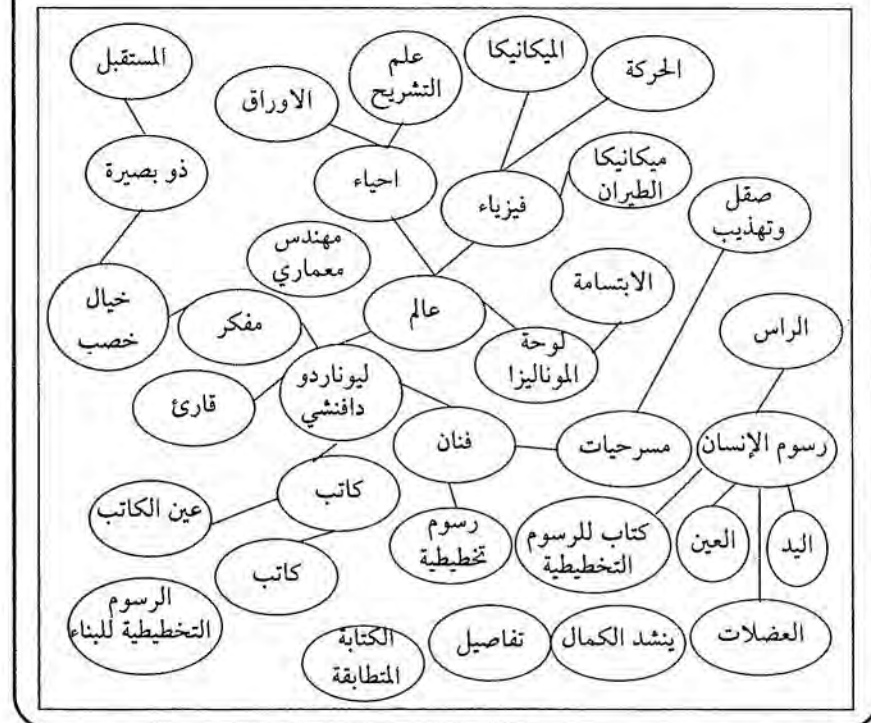 المستقبل
علم
التشريح
الميكانيكا
الحركة
الاوراق
ذو بصيرة
احياء
فيزياء
ميكانيكا
الطيران
صقل
وتهذيب
مهندس
معماري
خيال
خصب
مفكر
عالم
الابتسامة
لوحة
الموناليزا!
الراس
قارئ
ليوناردو
دافنشي
فنان
مسرحيات
رسوم الإنسان
عين الكاتب
كاتب
كاتب
رسوم
تخطيطية
كتاب للرسوم
التخطيطية
العين
اليد
الرسوم
التخطيطية للبناء
الكتابة
المتطابقة
تفاصيل
ينشد الكمال
العضلات